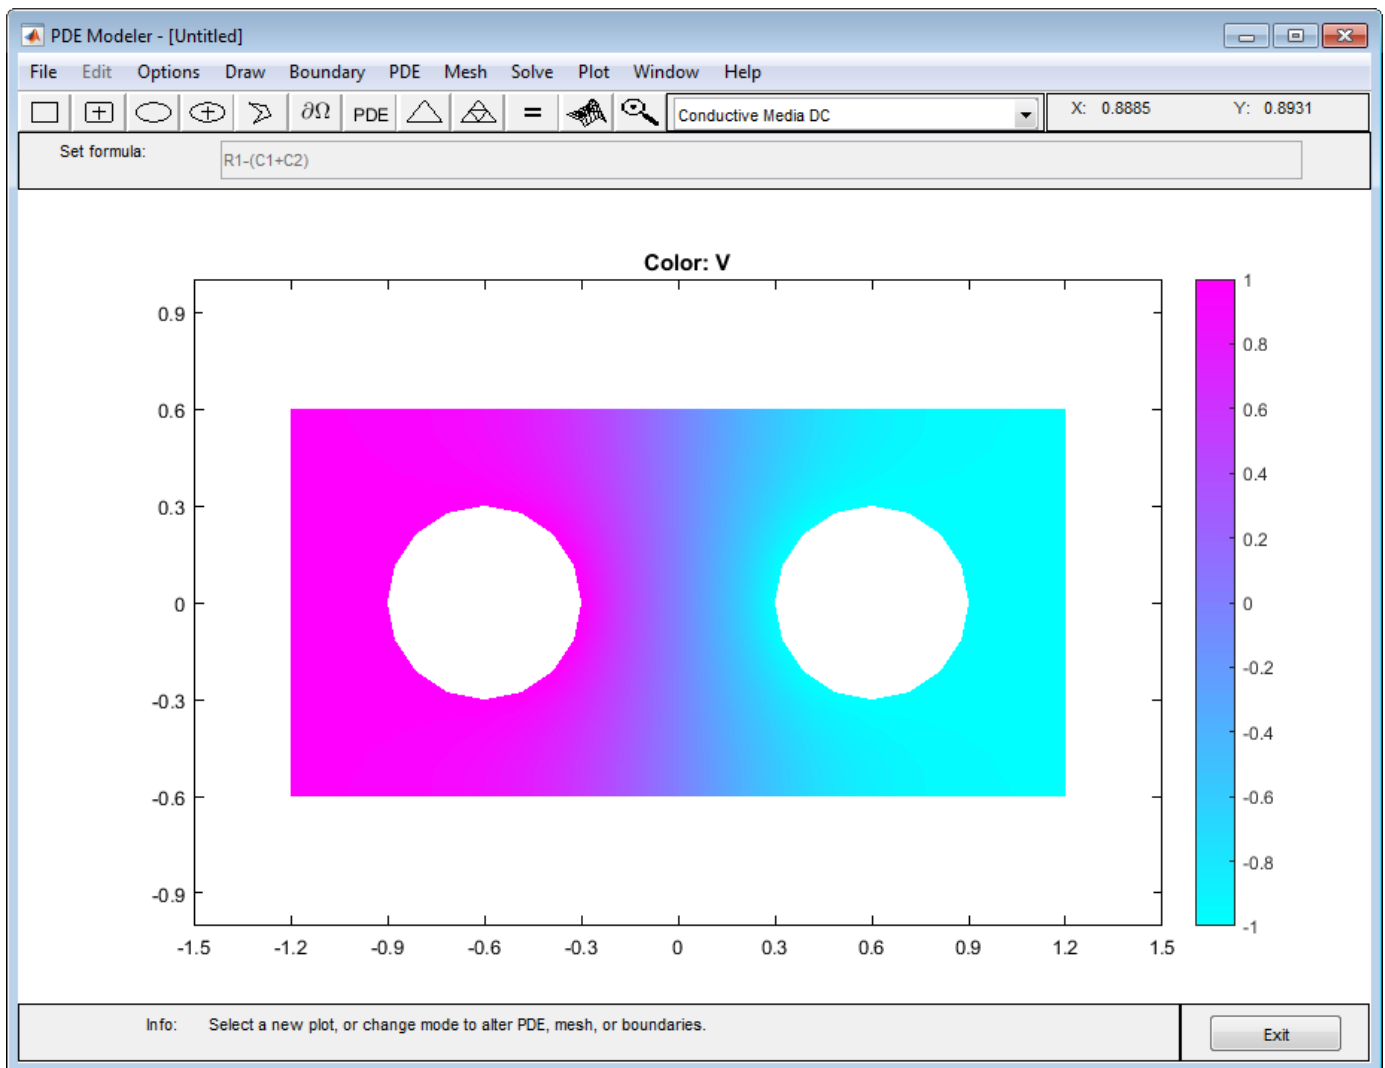 PDE Modeler - [Untitled]
File Edit Options Draw Boundary PDE Mesh Solve Plot Window Help
∂Ω PDE = Conductive Media DC X: 0.8885 Y: 0.8931
Set formula: R1-(C1+C2)
Color: V
0.9
0.6
0.3
0
-0.3
-0.6
-0.9
-1.5 -1.2 -0.9 -0.6 -0.3 0 0.3 0.6 0.9 1.2 1.5
1
0.8
0.6
0.4
0.2
0
-0.2
-0.4
-0.6
-0.8
-1
Info: Select a new plot, or change mode to alter PDE, mesh, or boundaries.
Exit